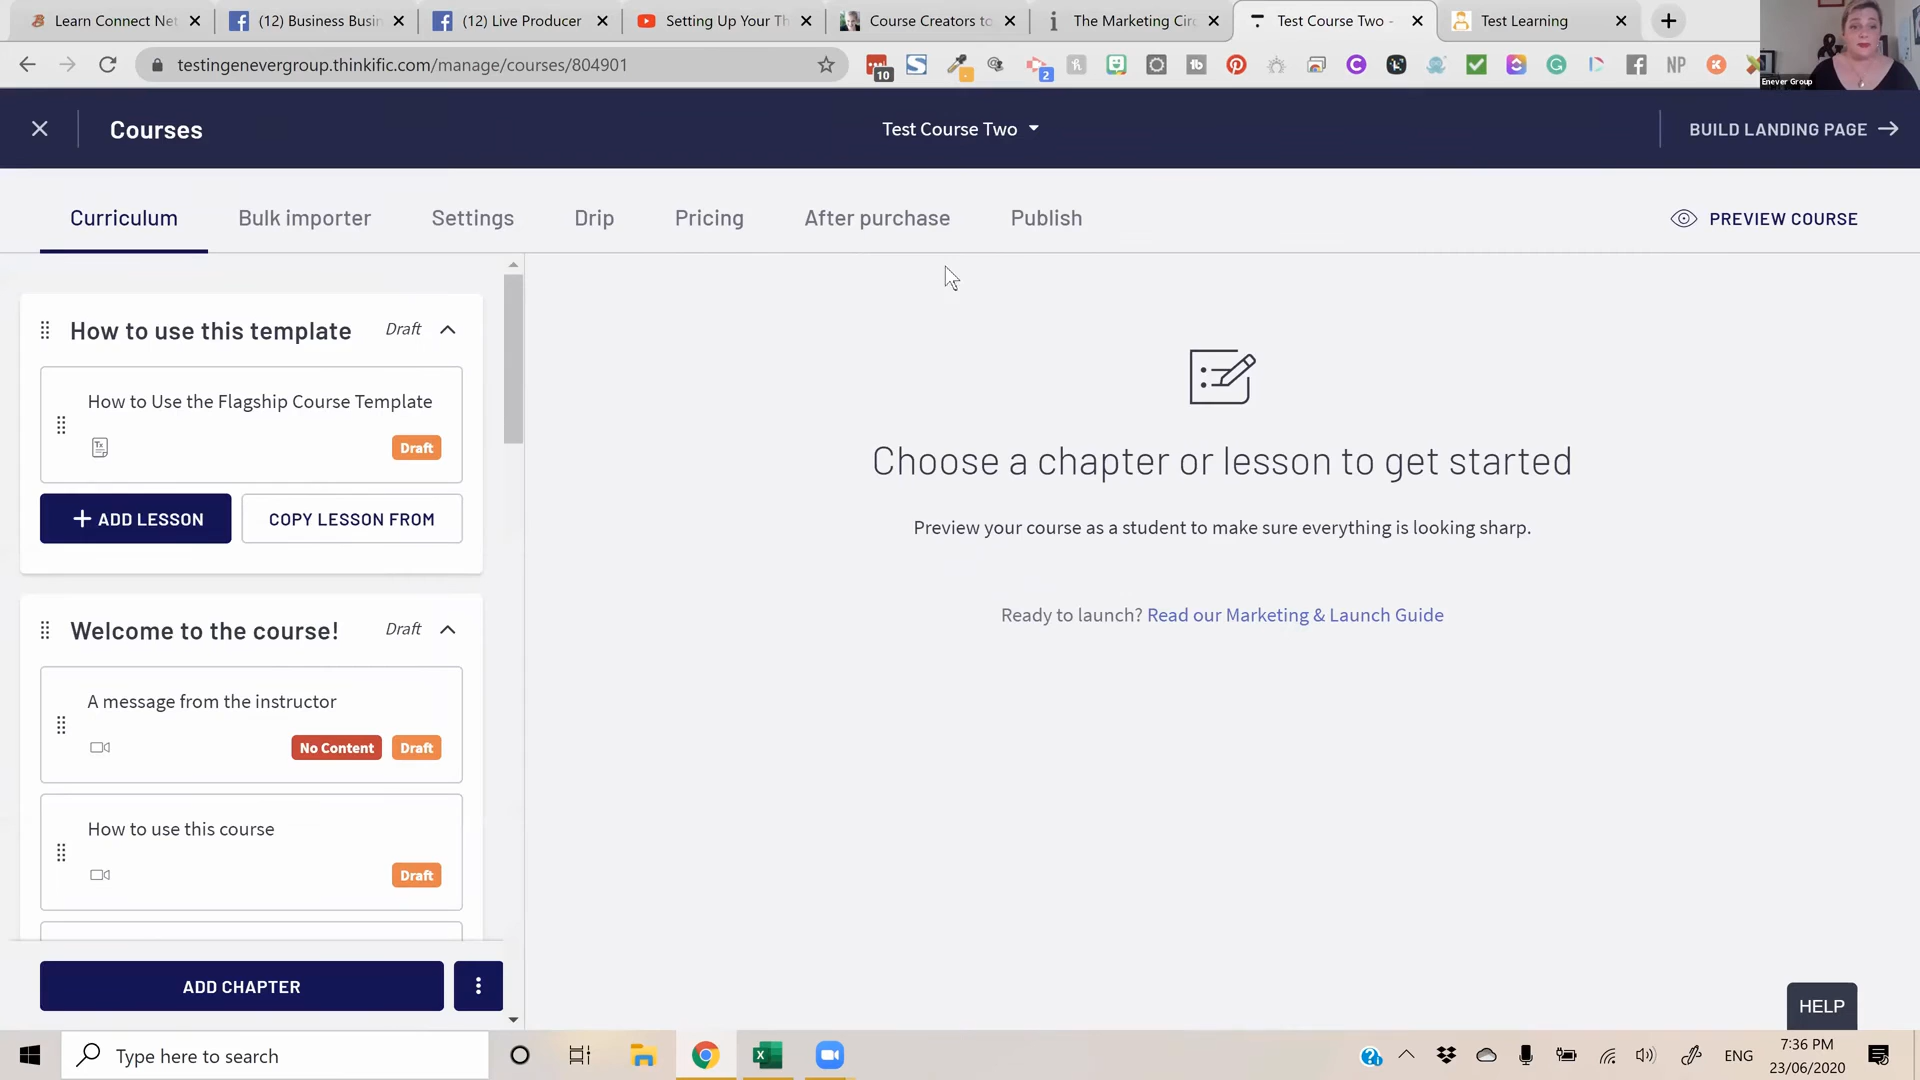 Learn Connect Net
(12) Business Busin
(12) Live Producer
Setting Up Your Th
Course Creators to
The Marketing Circ
Test Course Two -
Test Learning
testingenevergroup.thinkific.com/manage/courses/804901
10
2
NP
Enever Group
Courses
Test Course Two
BUILD LANDING PAGE
Curriculum
Bulk importer
Settings
Drip
Pricing
After purchase
Publish
PREVIEW COURSE
How to use this template
Draft
How to Use the Flagship Course Template
Draft
ADD LESSON
COPY LESSON FROM
Welcome to the course!
Draft
A message from the instructor
No Content
Draft
How to use this course
Draft
ADD CHAPTER
Choose a chapter or lesson to get started
Preview your course as a student to make sure everything is looking sharp.
Ready to launch? Read our Marketing & Launch Guide
HELP
Type here to search
ENG
7:36 PM
23/06/2020